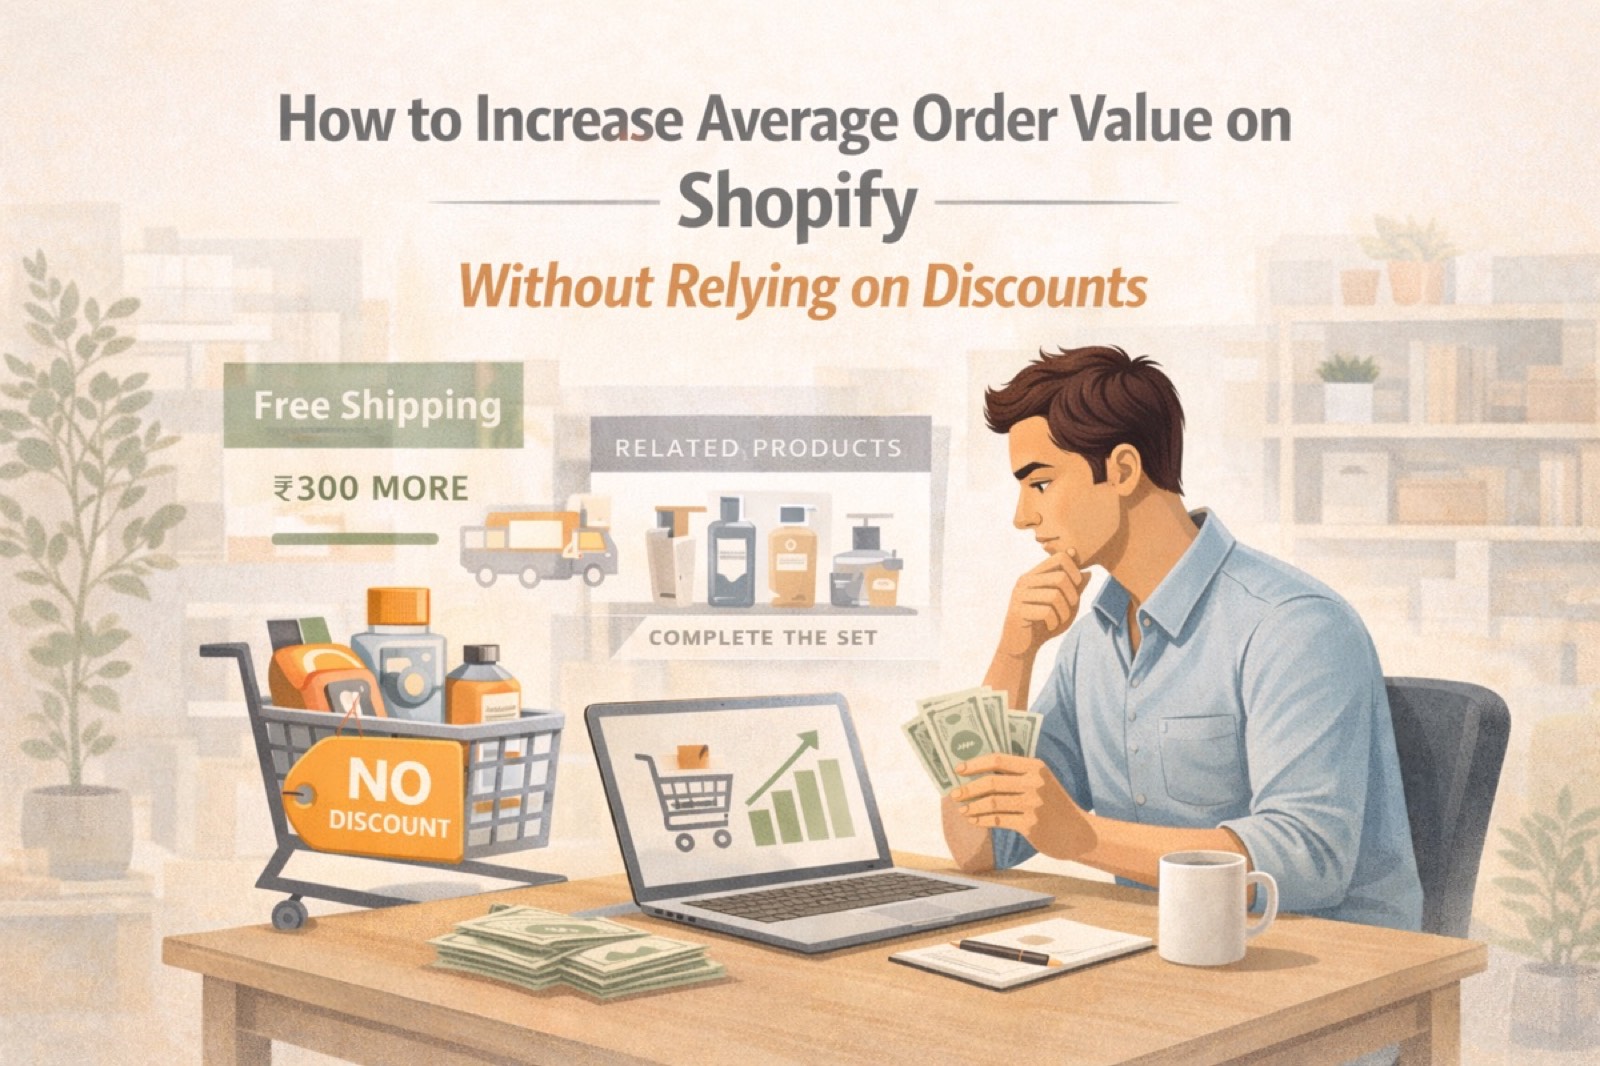 How to Increase Average Order Value on
Shopify
Without Relying on Discounts
Free Shipping
₹300 MORE
RELATED PRODUCTS
COMPLETE THE SET
NO
DISCOUNT